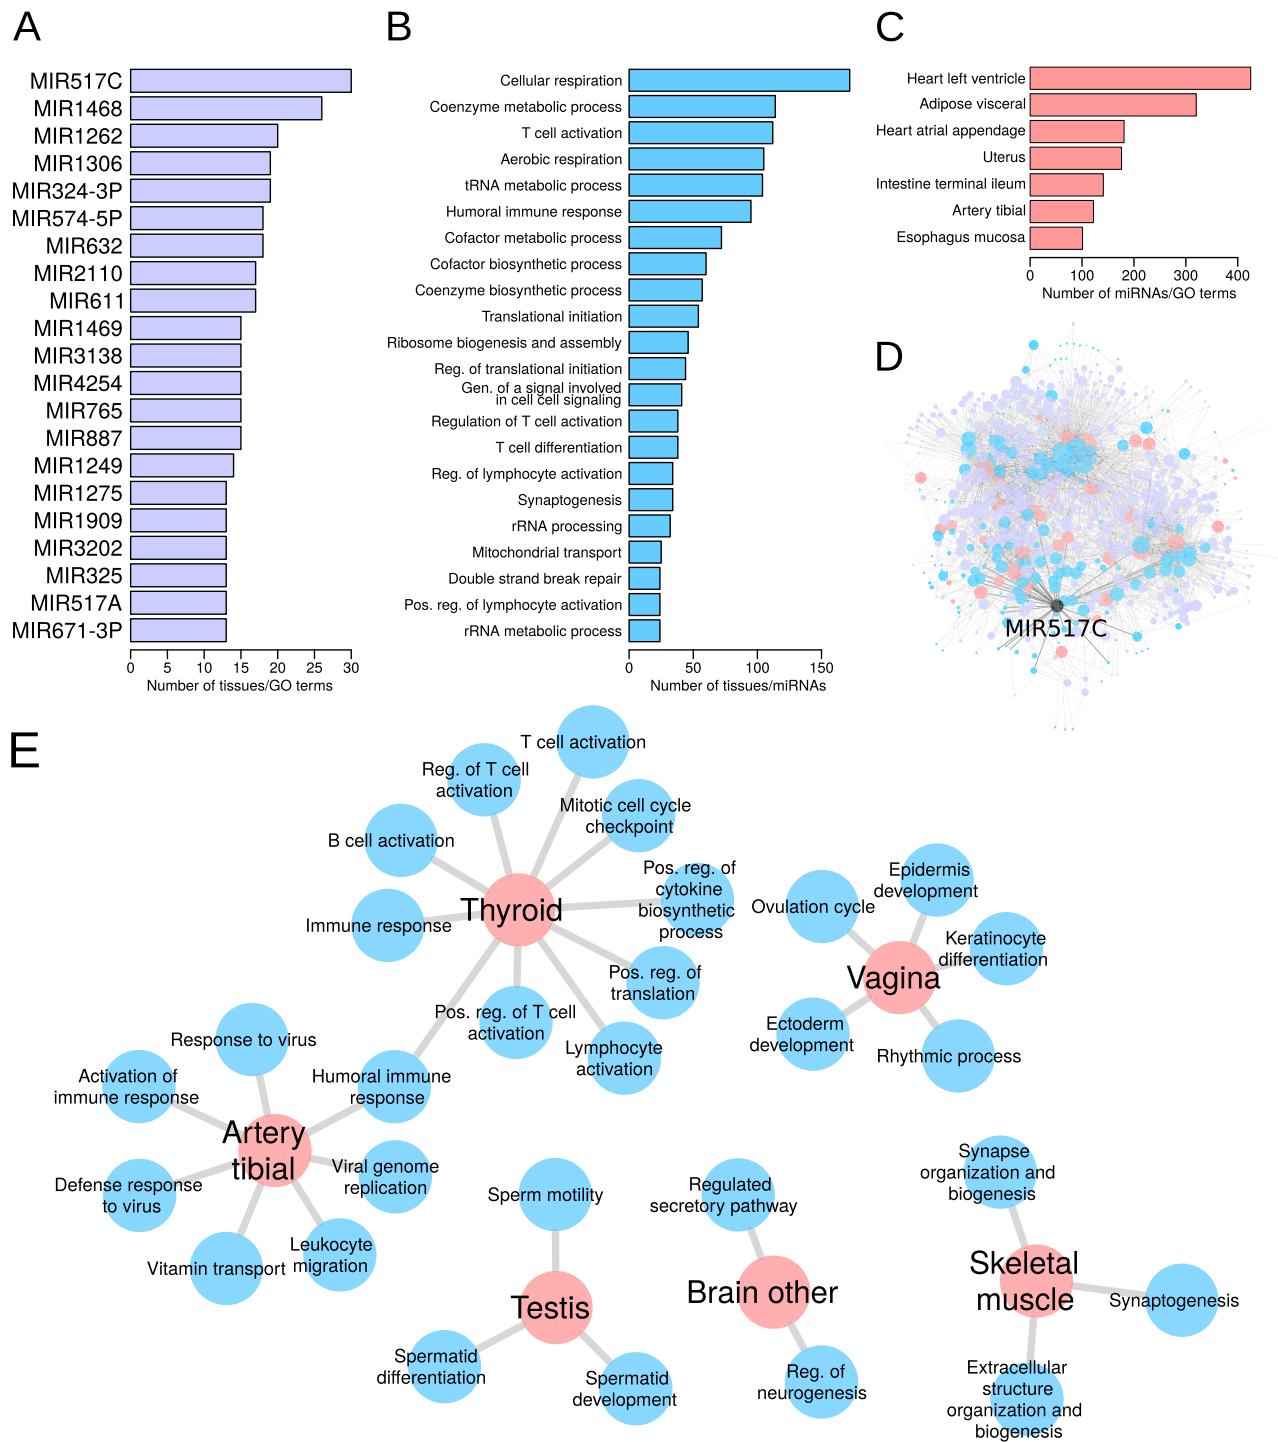 A
MIR517C
MIR1468
MIR1262
MIR1306
MIR324-3P
MIR574-5P
MIR632
MIR2110
MIR611
MIR1469
MIR3138
MIR4254
MIR765
MIR887
MIR1249
MIR1275
MIR1909
MIR3202
MIR325
MIR517A
MIR671-3P
0 5 10 15 20 25 30
Number of tissues/GO terms
B
Cellular respiration
Coenzyme metabolic process
T cell activation
Aerobic respiration
tRNA metabolic process
Humoral immune response
Cofactor metabolic process
Cofactor biosynthetic process
Coenzyme biosynthetic process
Translational initiation
Ribosome biogenesis and assembly
Reg. of translational initiation
Gen. of a signal involved
in cell cell signaling
Regulation of T cell activation
T cell differentiation
Reg. of lymphocyte activation
Synaptogenesis
rRNA processing
Mitochondrial transport
Double strand break repair
Pos. reg. of lymphocyte activation
rRNA metabolic process
0 50 100 150
Number of tissues/miRNAs
C
Heart left ventricle
Adipose visceral
Heart atrial appendage
Uterus
Intestine terminal ileum
Artery tibial
Esophagus mucosa
0 100 200 300 400
Number of miRNAs/GO terms
D
MIR517C
E
T cell activation
Reg. of T cell
activation
Mitotic cell cycle
checkpoint
B cell activation
Pos. reg. of
cytokine
biosynthetic
process
Immune response
Thyroid
Pos. reg. of
translation
Pos. reg. of T cell
activation
Lymphocyte
activation
Epidermis
development
Ovulation cycle
Keratinocyte
differentiation
Vagina
Ectoderm
development
Rhythmic process
Response to virus
Activation of
immune response
Humoral immune
response
Artery
tibial
Viral genome
replication
Defense response
to virus
Leukocyte
migration
Vitamin transport
Sperm motility
Testis
Spermatid
differentiation
Spermatid
development
Regulated
secretory pathway
Brain other
Reg. of
neurogenesis
Synapse
organization and
biogenesis
Skeletal
muscle
Synaptogenesis
Extracellular
structure
organization and
biogenesis